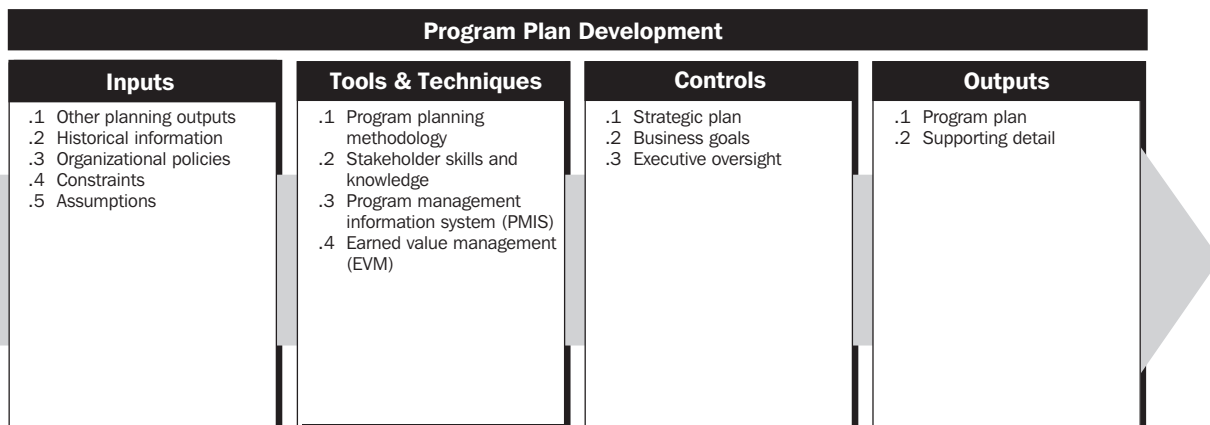 Program Plan Development
Inputs
.1 Other planning outputs
.2 Historical information
.3 Organizational policies
.4 Constraints
.5 Assumptions
Tools & Techniques
.1 Program planning
methodology
.2 Stakeholder skills and
knowledge
.3 Program management
information system (PMIS)
.4 Earned value management
(EVM)
Controls
.1 Strategic plan
.2 Business goals
.3 Executive oversight
Outputs
.1 Program plan
.2 Supporting detail